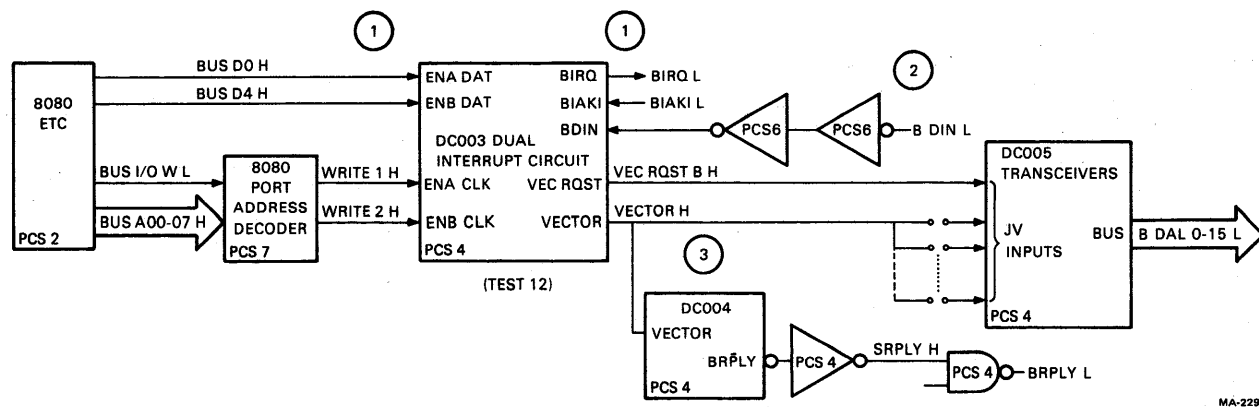 1
1
2
8080
ETC
PCS 2
BUS D0 H
BUS D4 H
BUS I/O W L
BUS A00-07 H
8080
PORT
ADDRESS
DECODER
PCS 7
WRITE 1 H
WRITE 2 H
ENA DAT
ENB DAT
DC003 DUAL
INTERRUPT CIRCUIT
ENA CLK
ENB CLK
PCS 4
BIRQ
BIAKI
BDIN
VEC RQST
VECTOR
(TEST 12)
BIRQ L
BIAKI L
PCS6
PCS6
B DIN L
VEC RQST B H
VECTOR H
3
DC005
TRANSCEIVERS
JV
INPUTS
BUS
PCS 4
B DAL 0-15 L
DC004
VECTOR
BRPLY
PCS 4
PCS 4
SRPLY H
PCS 4
BRPLY L
MA-229